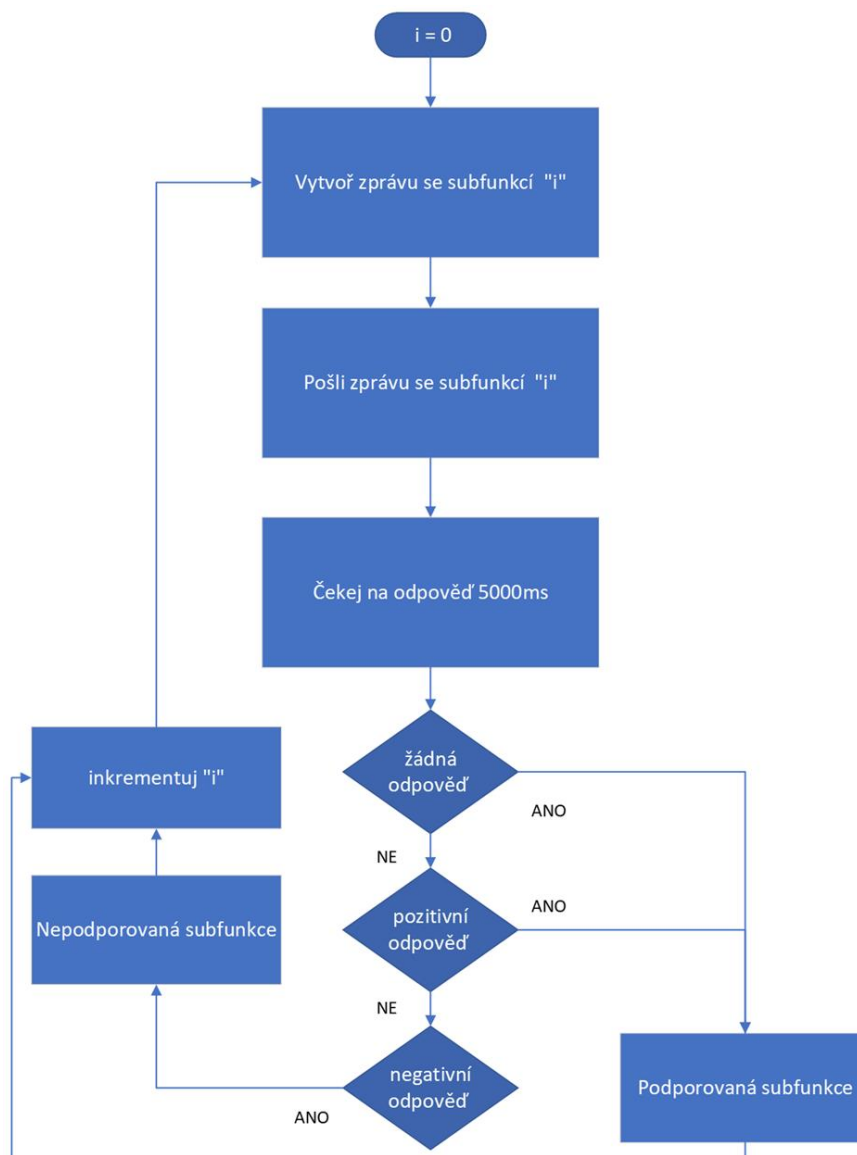 i = 0
Vytvoř zprávu se subfunkcí "i"
Pošli zprávu se subfunkcí "i"
Čekej na odpověď 5000ms
inkrementuj "i"
žádná
odpověď
ANO
NE
Nepodporovaná subfunkce
pozitivní
odpověď
ANO
NE
negativní
odpověď
ANO
Podporovaná subfunkce